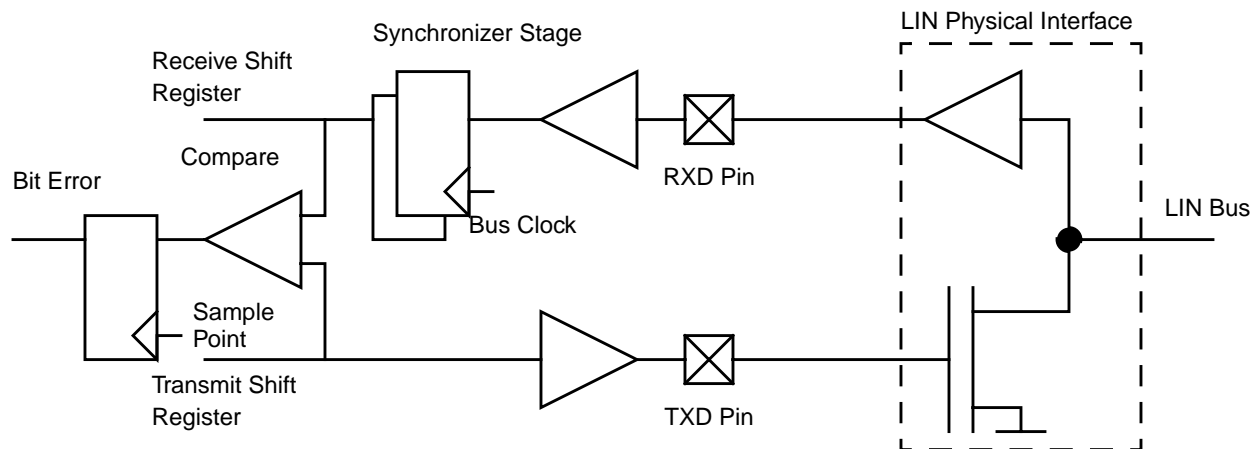 LIN Physical Interface
Synchronizer Stage
Receive Shift
Register
Compare
RXD Pin
Bit Error
Bus Clock
LIN Bus
Sample
Point
Transmit Shift
Register
TXD Pin